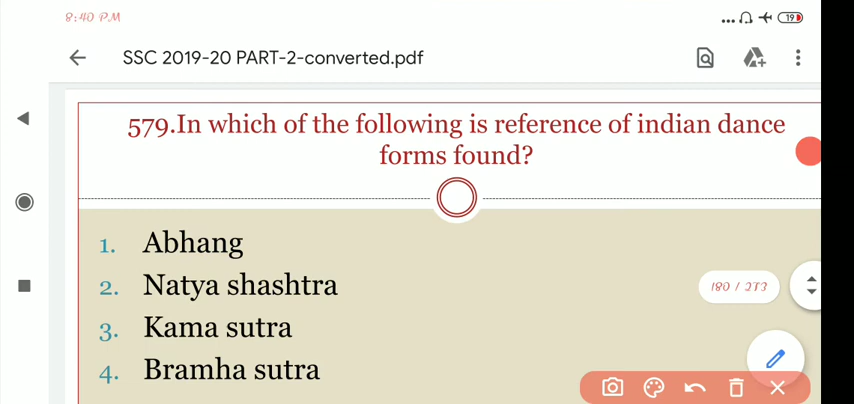 8:40 PM
19
SSC 2019-20 PART-2-converted.pdf
579.In which of the following is reference of indian dance
forms found?
1. Abhang
2. Natya shashtra
3. Kama sutra
4. Bramha sutra
180 / 273